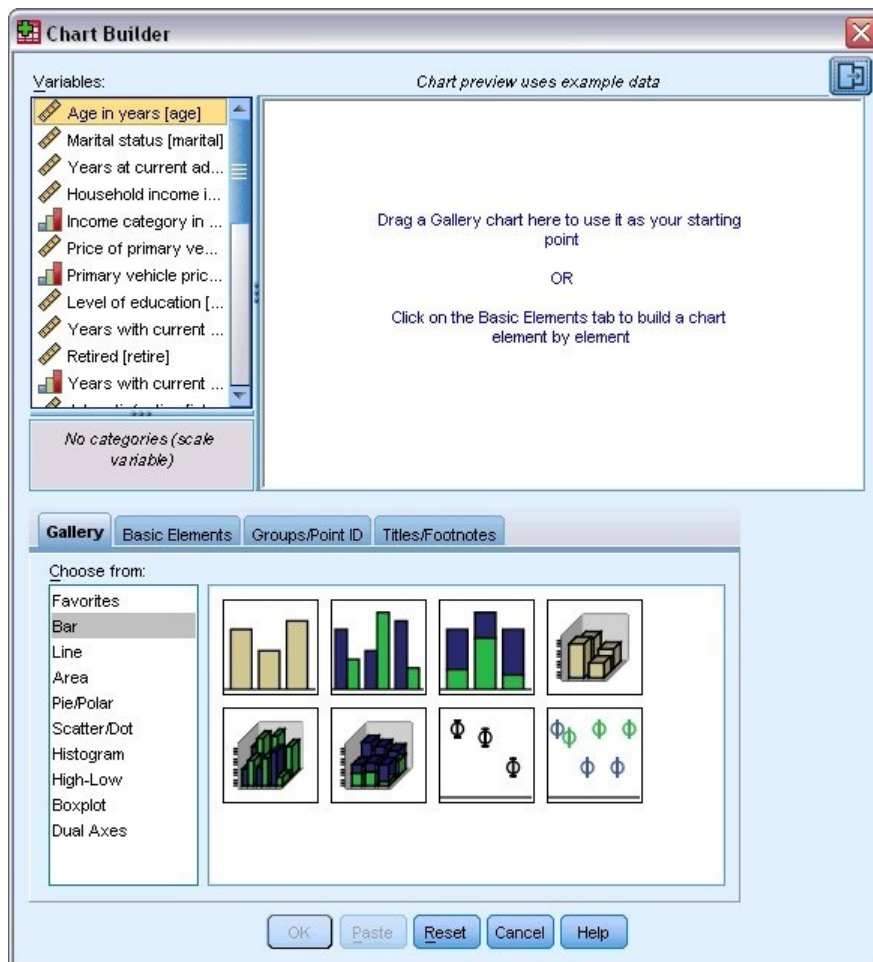 Chart Builder
Variables:
Chart preview uses example data
Age in years [age]
Marital status [marital]
Years at current ad...
Household income i...
Income category in ...
Price of primary ve...
Primary vehicle pric...
Level of education [...
Years with current ...
Retired [retire]
Years with current ...
No categories (scale
variable)
Drag a Gallery chart here to use it as your starting
point
OR
Click on the Basic Elements tab to build a chart
element by element
Gallery
Basic Elements
Groups/Point ID
Titles/Footnotes
Choose from:
Favorites
Bar
Line
Area
Pie/Polar
Scatter/Dot
Histogram
High-Low
Boxplot
Dual Axes
OK
Paste
Reset
Cancel
Help